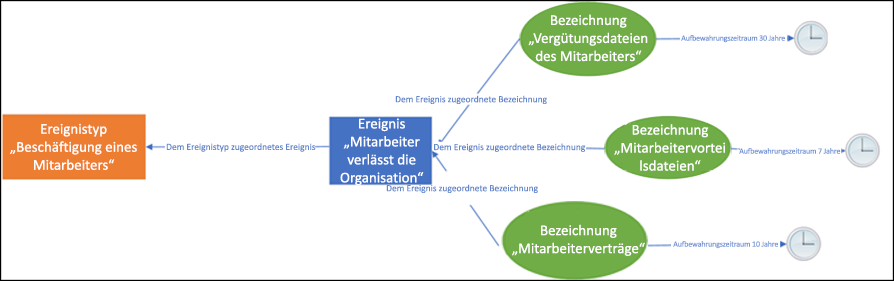 Ereignistyp
„Beschäftigung eines
Mitarbeiters“
Dem Ereignistyp zugeordnetes Ereignis
Ereignis
„Mitarbeiter
verlässt die
Organisation“
Dem Ereignis zugeordnete Bezeichnung
Bezeichnung
„Vergütungsdateien
des Mitarbeiters“
Aufbewahrungszeitraum 30 Jahre
Dem Ereignis zugeordnete Bezeichnung
Bezeichnung
„Mitarbeitervortei
lsdateien“
Aufbewahrungszeitraum 7 Jahre
Dem Ereignis zugeordnete Bezeichnung
Bezeichnung
„Mitarbeiterverträge“
Aufbewahrungszeitraum 10 Jahre